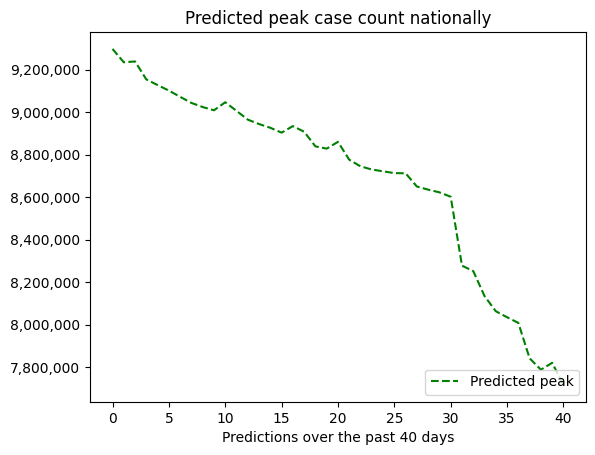 Predicted peak case count nationally
9,200,000
9,000,000
8,800,000
8,600,000
8,400,000
8,200,000
8,000,000
7,800,000
Predicted peak
0 5 10 15 20 25 30 35 40
Predictions over the past 40 days